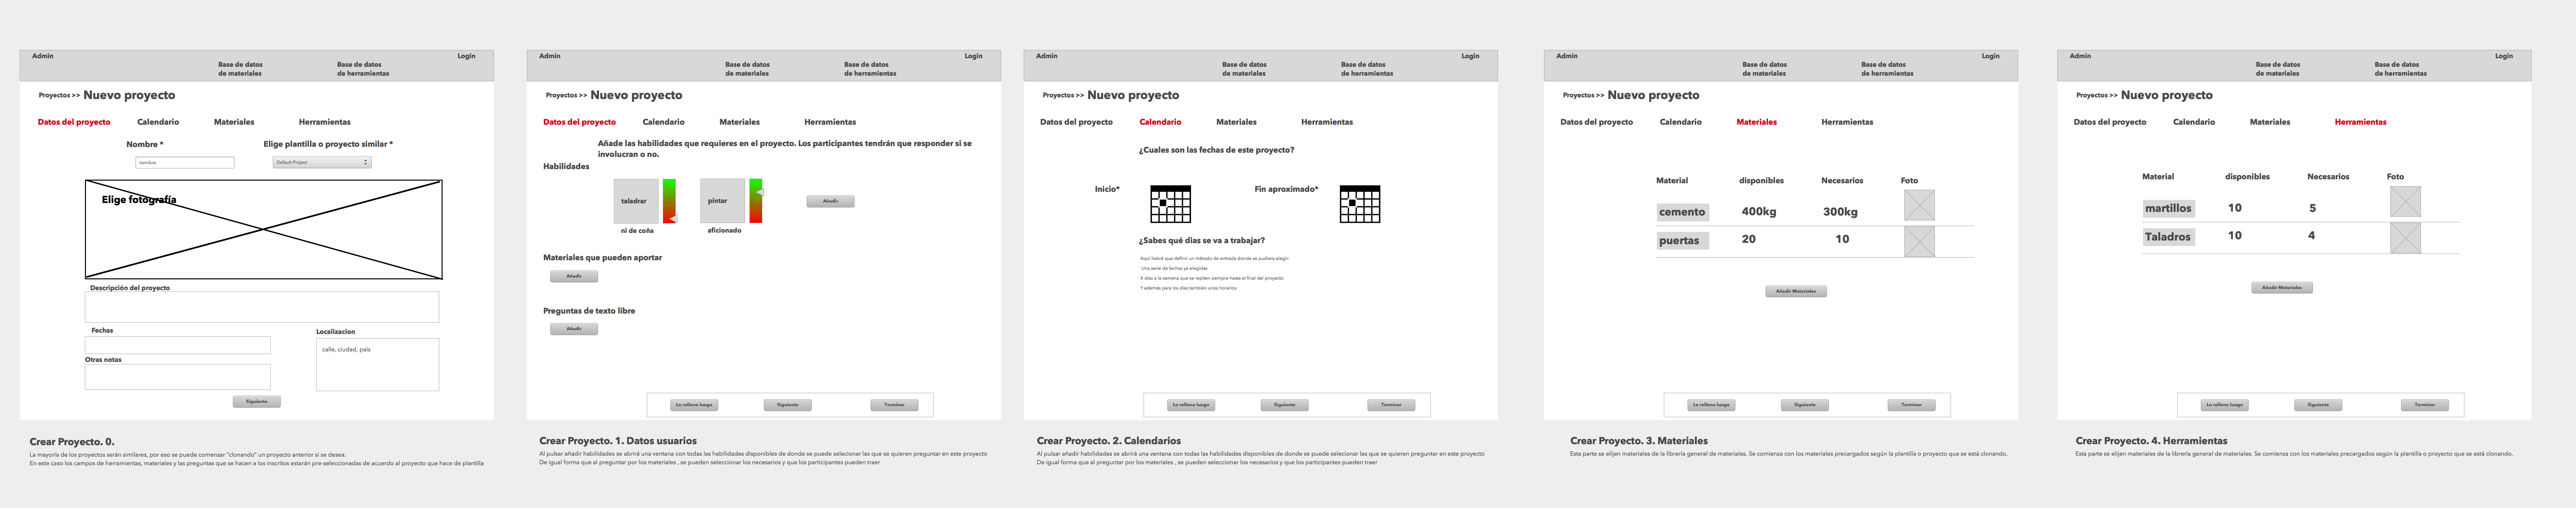 Admin
Login
Base de datos
de materiales
Base de datos
de herramientas
Proyectos >> Nuevo proyecto
Datos del proyecto
Calendario
Materiales
Herramientas
Nombre *
Elige plantilla o proyecto similar *
nombre
Default Project
Elige fotografía
Descripción del proyecto
Fechas
Localizacion
calle, ciudad, país
Otras notas
Siguiente
Crear Proyecto. 0.
La mayoría de los proyectos serán similares, por eso se puede comenzar "clonando" un proyecto anterior si se desea.
En este caso los campos de herramientas, materiales y las preguntas que se hacen a los inscritos estarán pre-seleccionadas de acuerdo al proyecto que hace de plantilla
Admin
Login
Base de datos
de materiales
Base de datos
de herramientas
Proyectos >> Nuevo proyecto
Datos del proyecto
Calendario
Materiales
Herramientas
Añade las habilidades que requieres en el proyecto. Los participantes tendrán que responder si se
involucran o no.
Habilidades
taladrar
pintar
Añadir
ni de coña
aficionado
Materiales que pueden aportar
Añadir
Preguntas de texto libre
Añadir
Lo relleno luego
Siguiente
Terminar
Crear Proyecto. 1. Datos usuarios
Al pulsar añadir habilidades se abrirá una ventana con todas las habilidades disponibles de donde se puede selecionar las que se quieren preguntar en este proyecto
De igual forma que al preguntar por los materiales , se pueden seleccionar los necesarios y que los participantes pueden traer
Admin
Login
Base de datos
de materiales
Base de datos
de herramientas
Proyectos >> Nuevo proyecto
Datos del proyecto
Calendario
Materiales
Herramientas
¿Cuales son las fechas de este proyecto?
Inicio*
Fin aproximado*
¿Sabes qué dias se va a trabajar?
Aquí habrá que definir un método de entrada donde se pudiera elegir:
Una serie de fechas ya elegidas
X días a la semana que se repiten siempre hasta el final del proyecto
Y además para los días también unos horarios
Lo relleno luego
Siguiente
Terminar
Crear Proyecto. 2. Calendarios
Al pulsar añadir habilidades se abrirá una ventana con todas las habilidades disponibles de donde se puede selecionar las que se quieren preguntar en este proyecto
De igual forma que al preguntar por los materiales , se pueden seleccionar los necesarios y que los participantes pueden traer
Admin
Login
Base de datos
de materiales
Base de datos
de herramientas
Proyectos >> Nuevo proyecto
Datos del proyecto
Calendario
Materiales
Herramientas
Material
disponibles
Necesarios
Foto
cemento
400kg
300kg
puertas
20
10
Añadir Materiales
Lo relleno luego
Siguiente
Terminar
Crear Proyecto. 3. Materiales
Esta parte se elijen materiales de la librería general de materiales. Se comienza con los materiales precargados según la plantilla o proyecto que se está clonando.
Admin
Login
Base de datos
de materiales
Base de datos
de herramientas
Proyectos >> Nuevo proyecto
Datos del proyecto
Calendario
Materiales
Herramientas
Material
disponibles
Necesarios
Foto
martillos
10
5
Taladros
10
4
Añadir Materiales
Lo relleno luego
Siguiente
Terminar
Crear Proyecto. 4. Herramientas
Esta parte se elijen materiales de la librería general de materiales. Se comienza con los materiales precargados según la plantilla o proyecto que se está clonando.